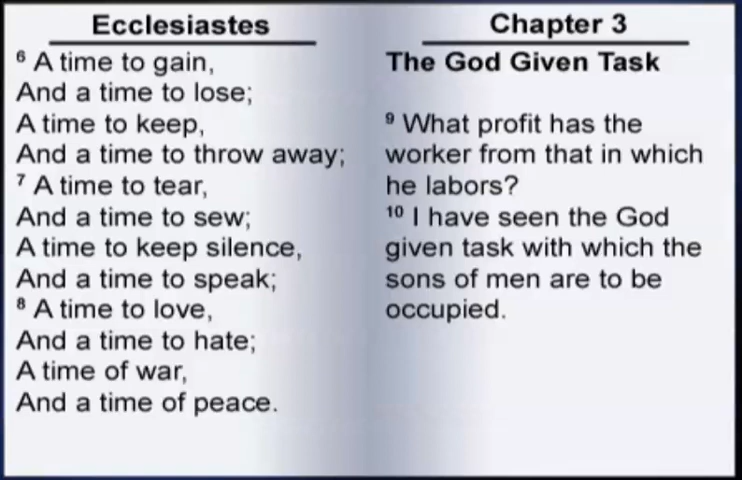 Ecclesiastes
⁶ A time to gain,
And a time to lose;
A time to keep,
And a time to throw away;
⁷ A time to tear,
And a time to sew;
A time to keep silence,
And a time to speak;
⁸ A time to love,
And a time to hate;
A time of war,
And a time of peace.
Chapter 3
The God Given Task
⁹ What profit has the
worker from that in which
he labors?
¹⁰ I have seen the God
given task with which the
sons of men are to be
occupied.